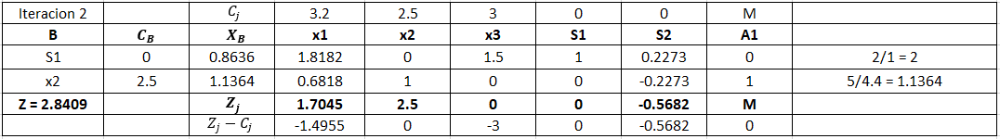 Iteracion 2 C_j 3.2 2.5 3 0 0 M
B C_B X_B x1 x2 x3 S1 S2 A1
S1 0 0.8636 1.8182 0 1.5 1 0.2273 0 2/1 = 2
x2 2.5 1.1364 0.6818 1 0 0 -0.2273 1 5/4.4 = 1.1364
Z = 2.8409 Z_j 1.7045 2.5 0 0 -0.5682 M
Z_j − C_j -1.4955 0 -3 0 -0.5682 0